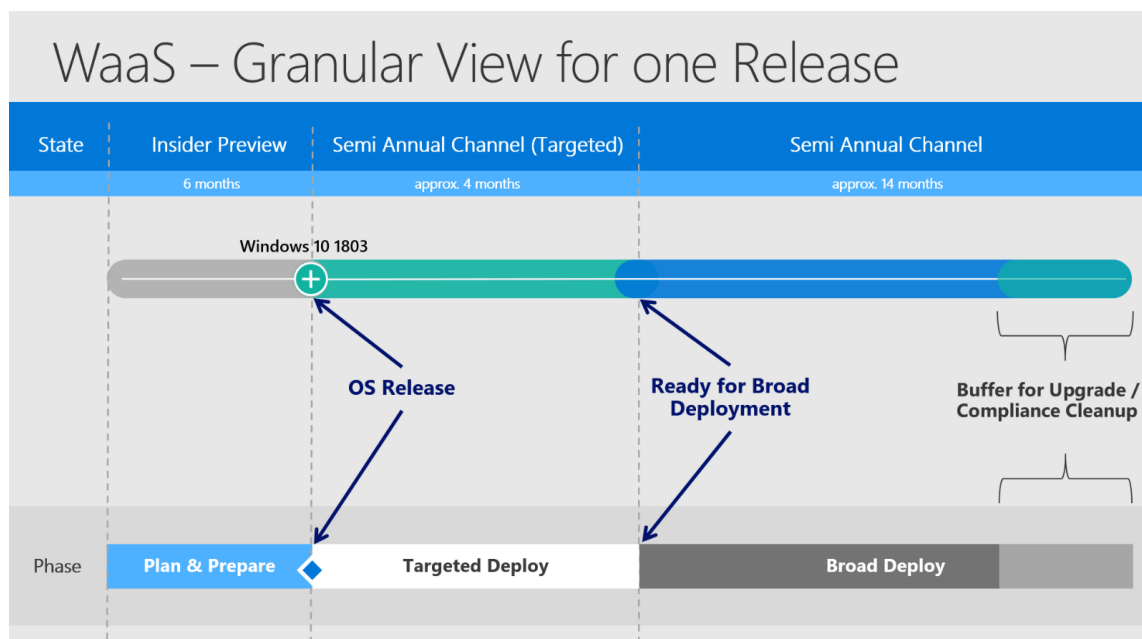 WaaS – Granular View for one Release
State
Insider Preview
Semi Annual Channel (Targeted)
Semi Annual Channel
6 months
approx. 4 months
approx. 14 months
Windows 10 1803
OS Release
Ready for Broad
Deployment
Buffer for Upgrade /
Compliance Cleanup
Phase
Plan & Prepare
Targeted Deploy
Broad Deploy